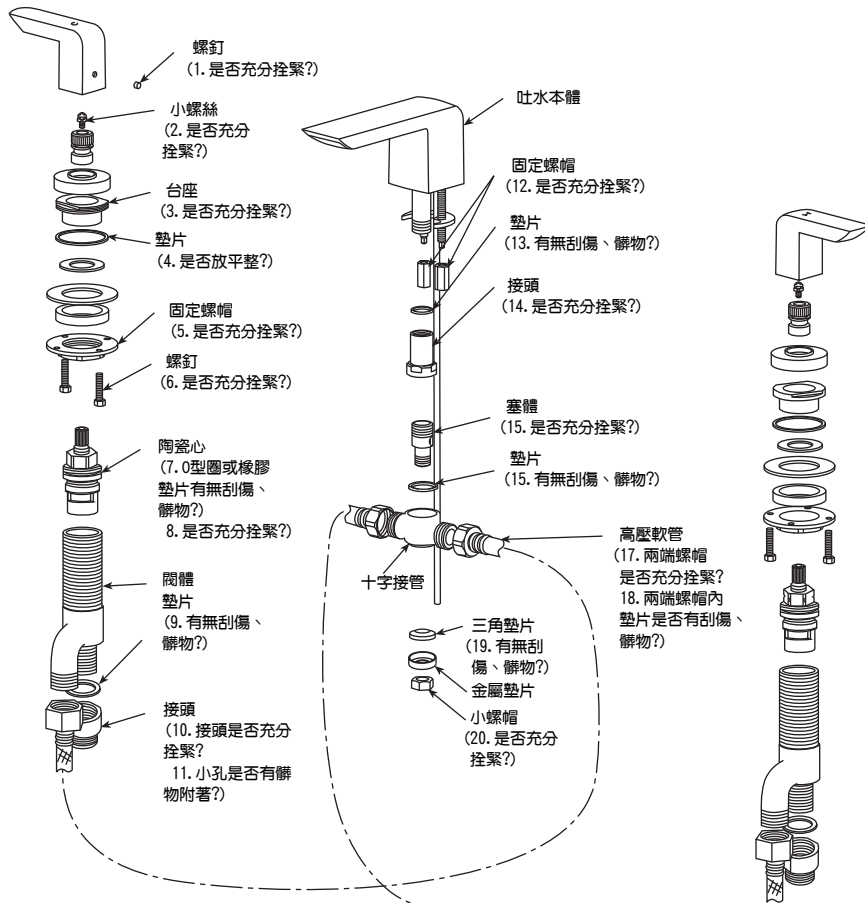 螺釘
(1.是否充分拴緊?)
小螺絲
(2.是否充分
拴緊?)
台座
(3.是否充分拴緊?)
墊片
(4.是否放平整?)
固定螺帽
(5.是否充分拴緊?)
螺釘
(6.是否充分拴緊?)
陶瓷心
(7.O型圈或橡膠
墊片有無刮傷、
髒物?)
8.是否充分拴緊?)
閥體
墊片
(9.有無刮傷、
髒物?)
接頭
(10.接頭是否充分
拴緊?
11.小孔是否有髒
物附著?)
吐水本體
固定螺帽
(12.是否充分拴緊?)
墊片
(13.有無刮傷、髒物?)
接頭
(14.是否充分拴緊?)
塞體
(15.是否充分拴緊?)
墊片
(15.有無刮傷、髒物?)
十字接管
高壓軟管
(17.兩端螺帽
是否充分拴緊?
18.兩端螺帽內
墊片是否有刮傷、
髒物?)
三角墊片
(19.有無刮
傷、髒物?)
金屬墊片
小螺帽
(20.是否充分
拴緊?)